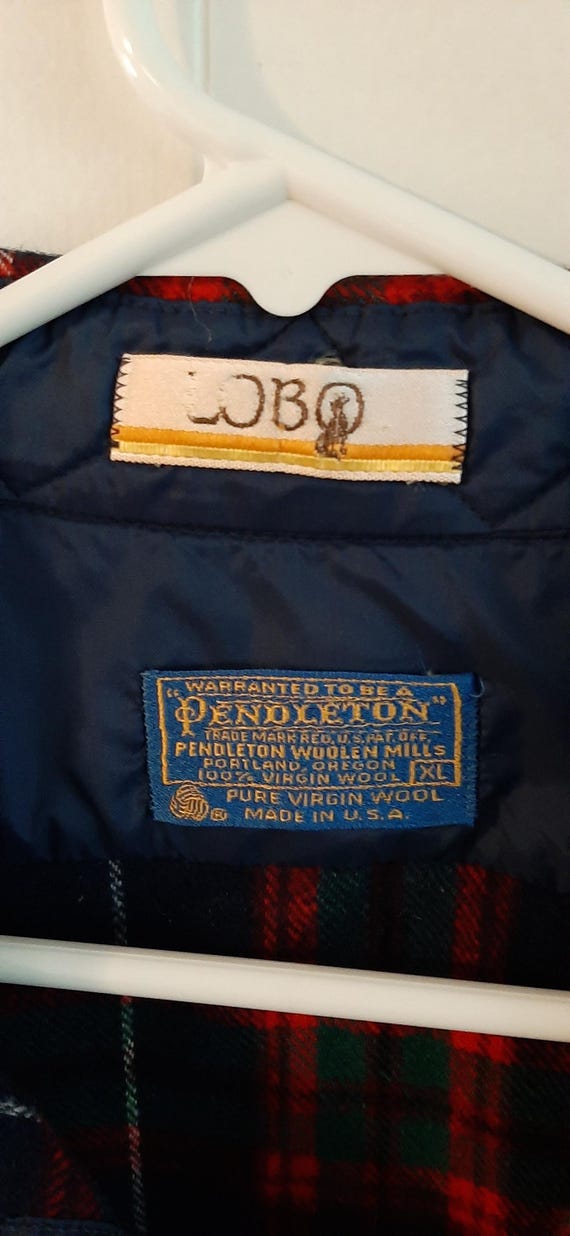 LOBO
WARRANTED TO BE A
"PENDLETON"
TRADE MARK REG. U.S. PAT. OFF.
PENDLETON WOOLEN MILLS
PORTLAND, OREGON
100% VIRGIN WOOL XL
® PURE VIRGIN WOOL
MADE IN U.S.A.